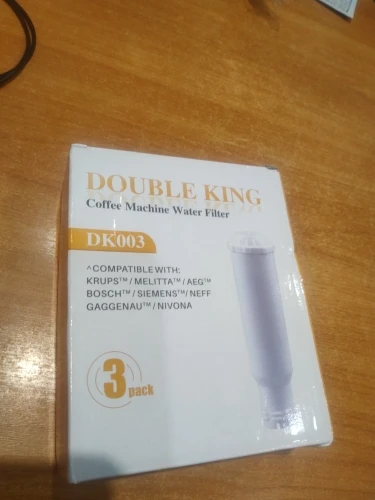 DOUBLE KING
Coffee Machine Water Filter
DK003
^COMPATIBLE WITH:
KRUPS™ / MELITTA™ / AEG™
BOSCH™ / SIEMENS™/ NEFF
GAGGENAU™ / NIVONA
3 pack